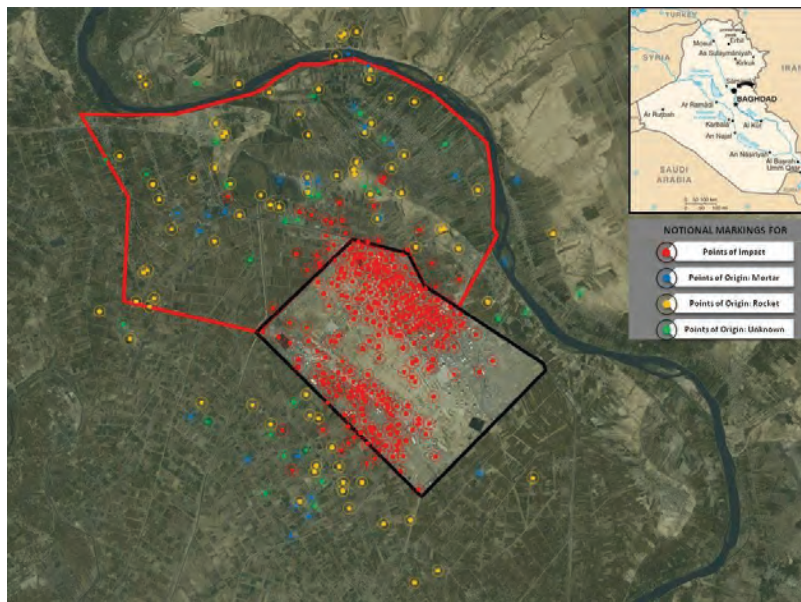 TURKEY
Mosul
Erbil
As Sulaymaniyah
Kirkuk
SYRIA
IRAN
Samarra
BAGHDAD
Ar Ramadi
Ar Rutbah
Karbala
Al Kut
An Najaf
An Nasiriyah
Al Basrah
Umm Qasr
SAUDI
ARABIA
NOTIONAL MARKINGS FOR
Points of Impact
Points of Origin: Mortar
Points of Origin: Rocket
Points of Origin: Unknown